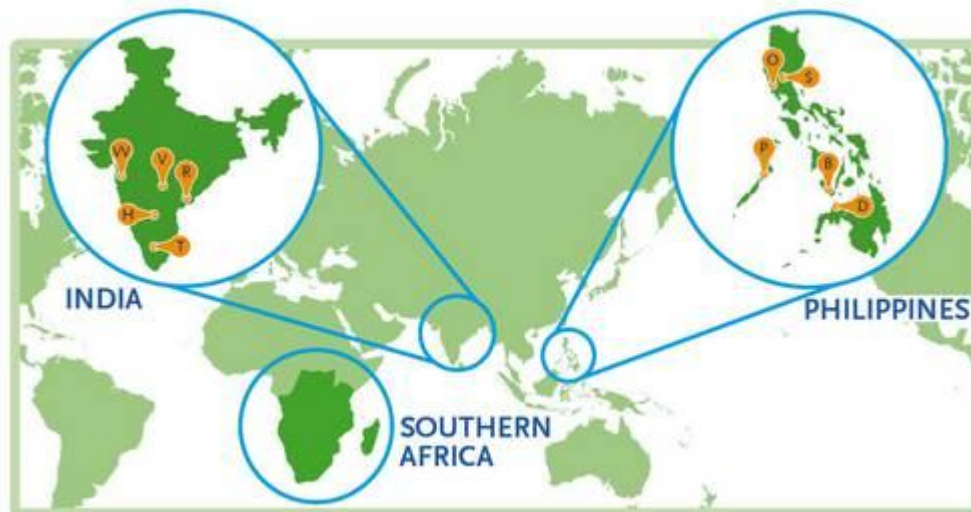 O
S
P
B
D
W
V
R
H
T
INDIA
PHILIPPINES
SOUTHERN
AFRICA